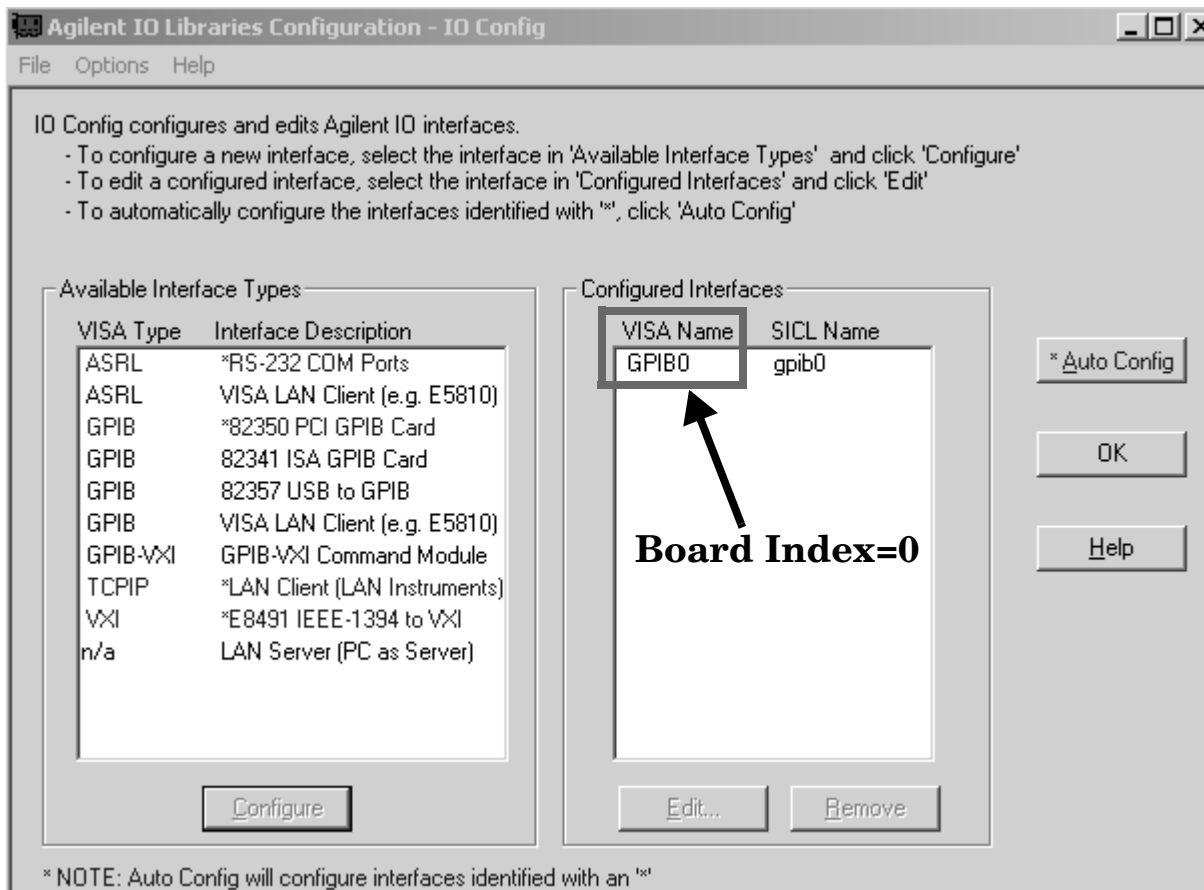 Agilent IO Libraries Configuration - IO Config
File Options Help
IO Config configures and edits Agilent IO interfaces.
- To configure a new interface, select the interface in 'Available Interface Types' and click 'Configure'
- To edit a configured interface, select the interface in 'Configured Interfaces' and click 'Edit'
- To automatically configure the interfaces identified with '*', click 'Auto Config'
Available Interface Types
VISA Type Interface Description
ASRL *RS-232 COM Ports
ASRL VISA LAN Client (e.g. E5810)
GPIB *82350 PCI GPIB Card
GPIB 82341 ISA GPIB Card
GPIB 82357 USB to GPIB
GPIB VISA LAN Client (e.g. E5810)
GPIB-VXI GPIB-VXI Command Module
TCPIP *LAN Client (LAN Instruments)
VXI *E8491 IEEE-1394 to VXI
n/a LAN Server (PC as Server)
Configure
Configured Interfaces
VISA Name SICL Name
GPIB0 gpib0
Board Index=0
Edit... Remove
* Auto Config
OK
Help
* NOTE: Auto Config will configure interfaces identified with an '*'